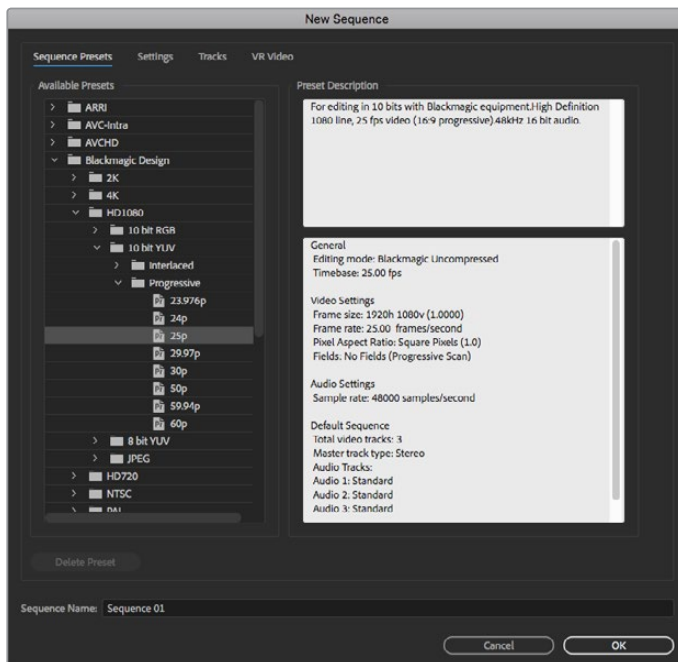 New Sequence
Sequence Presets Settings Tracks VR Video
Available Presets
ARRI
AVC-Intra
AVCHD
Blackmagic Design
2K
4K
HD1080
10 bit RGB
10 bit YUV
Interlaced
Progressive
23.976p
24p
25p
29.97p
30p
50p
59.94p
60p
8 bit YUV
JPEG
HD720
NTSC
PAL
Delete Preset
Preset Description
For editing in 10 bits with Blackmagic equipment.High Definition
1080 line, 25 fps video (16:9 progressive).48kHz 16 bit audio.
General
Editing mode: Blackmagic Uncompressed
Timebase: 25.00 fps
Video Settings
Frame size: 1920h 1080v (1.0000)
Frame rate: 25.00 frames/second
Pixel Aspect Ratio: Square Pixels (1.0)
Fields: No Fields (Progressive Scan)
Audio Settings
Sample rate: 48000 samples/second
Default Sequence
Total video tracks: 3
Master track type: Stereo
Audio Tracks:
Audio 1: Standard
Audio 2: Standard
Audio 3: Standard
Sequence Name: Sequence 01
Cancel OK